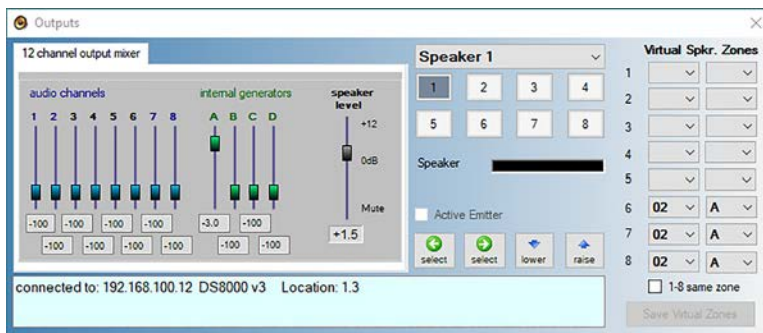 Outputs
12 channel output mixer
audio channels
internal generators
speaker level
1 2 3 4 5 6 7 8
A B C D
+12
0dB
Mute
-100 -100 -100 -100
-100 -100 -100 -100
-3.0 -100
-100 -100
+1.5
Speaker 1
1 2 3 4
5 6 7 8
Speaker
Active Emtter
select select lower raise
Virtual Spkr. Zones
1
2
3
4
5
6 02 A
7 02 A
8 02 A
1-8 same zone
Save Virtual Zones
connected to: 192.168.100.12 DS8000 v3 Location: 1.3